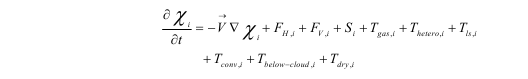 ∂χ_i/∂t = −V⃗ ∇ χ_i + F_{H,i} + F_{V,i} + S_i + T_{gas,i} + T_{hetero,i} + T_{ls,i}
+ T_{conv,i} + T_{below−cloud,i} + T_{dry,i}